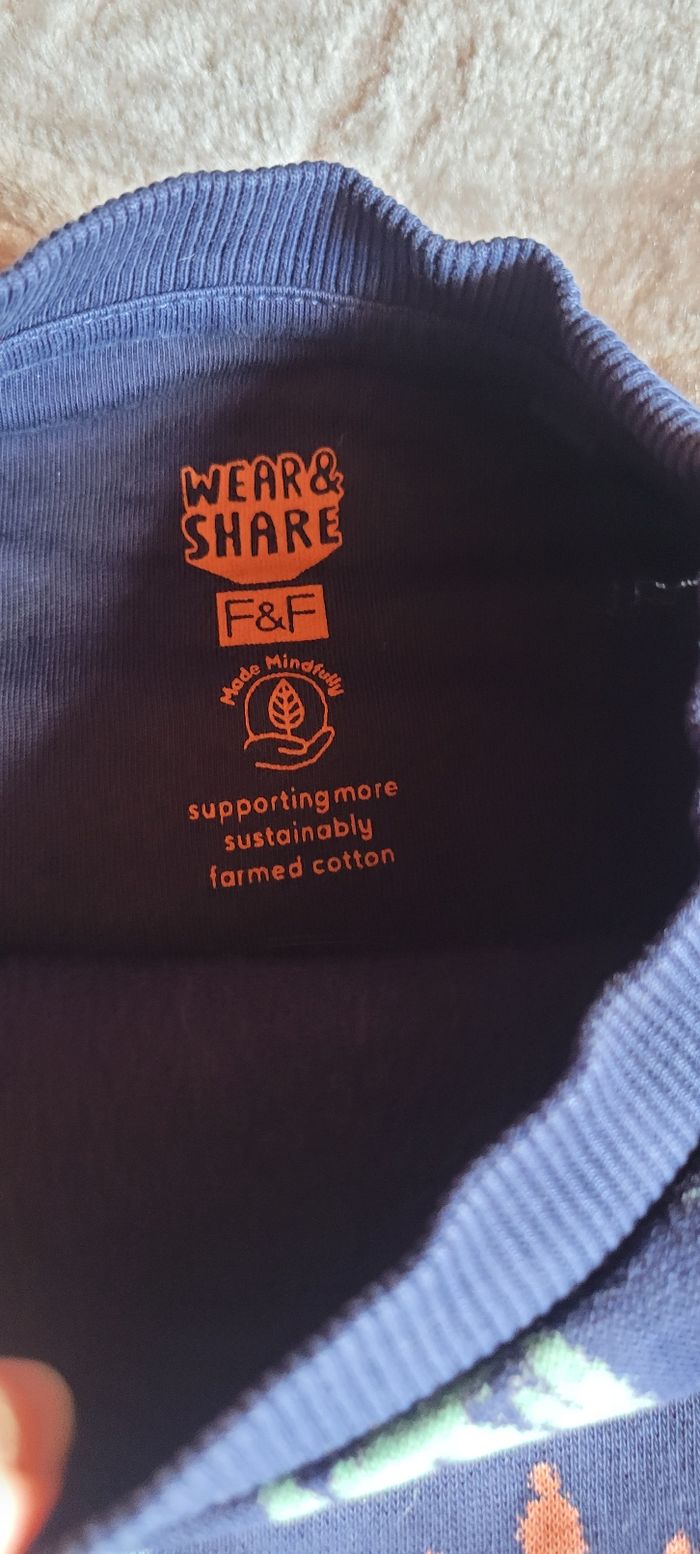 WEAR&
SHARE
F&F
Made Mindfully
supporting more
sustainably
farmed cotton